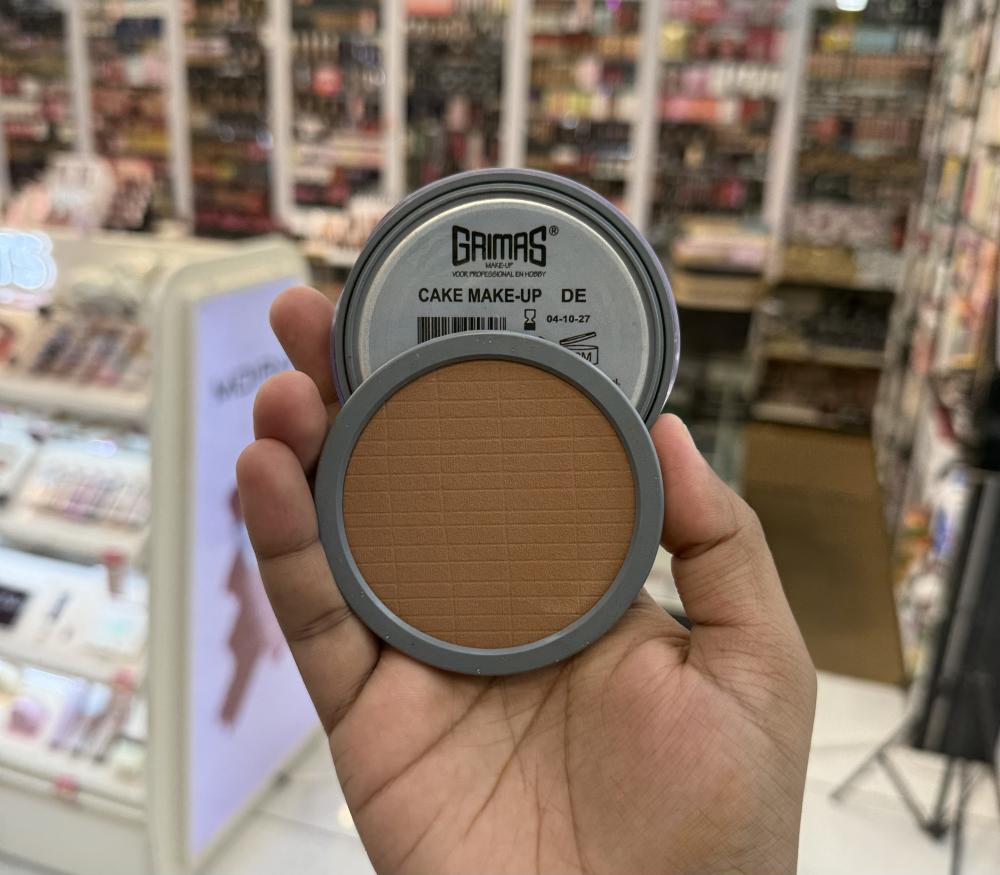 GRIMAS®
MAKE-UP
VOOR PROFESSIONAL EN HOBBY
CAKE MAKE-UP DE
04-10-27